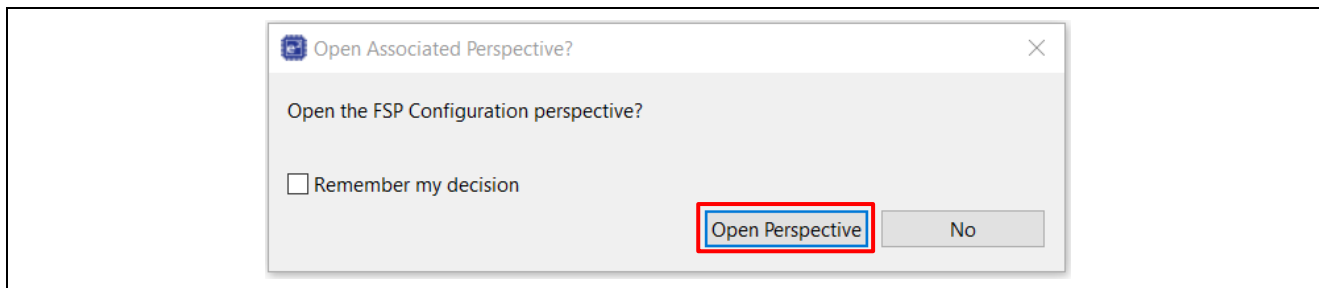 Open Associated Perspective?
Open the FSP Configuration perspective?
Remember my decision
Open Perspective
No